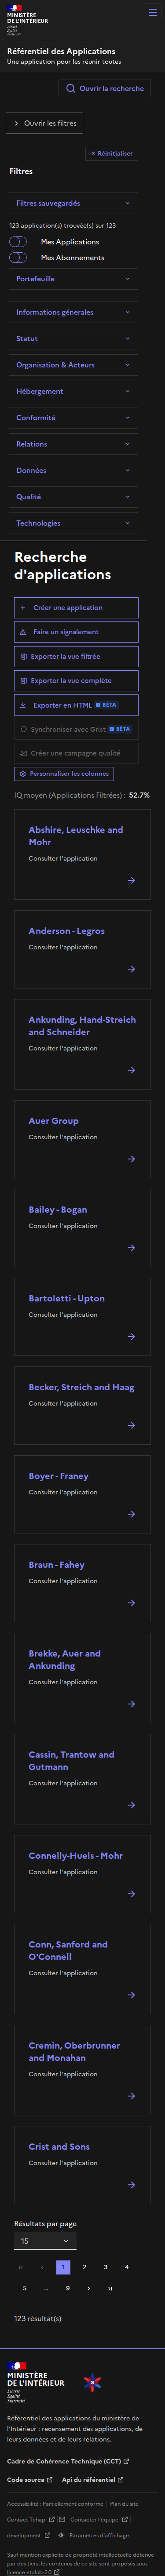 MINISTÈRE
DE L'INTÉRIEUR
Liberté
Égalité
Fraternité
Référentiel des Applications
Une application pour les réunir toutes
Ouvrir la recherche
Ouvrir les filtres
✕ Réinitialiser
Filtres
Filtres sauvegardés
123 application(s) trouvée(s) sur 123
Mes Applications
Mes Abonnements
Portefeuille
Informations génerales
Statut
Organisation & Acteurs
Hébergement
Conformité
Relations
Données
Qualité
Technologies
Recherche
d'applications
Créer une application
Faire un signalement
Exporter la vue filtrée
Exporter la vue complète
Exporter en HTML BÊTA
Synchroniser avec Grist BÊTA
Créer une campagne qualité
Personnaliser les colonnes
IQ moyen (Applications Filtrées) : 52.7%
Abshire, Leuschke and
Mohr
Consulter l'application
Anderson - Legros
Consulter l'application
Ankunding, Hand-Streich
and Schneider
Consulter l'application
Auer Group
Consulter l'application
Bailey - Bogan
Consulter l'application
Bartoletti - Upton
Consulter l'application
Becker, Streich and Haag
Consulter l'application
Boyer - Franey
Consulter l'application
Braun - Fahey
Consulter l'application
Brekke, Auer and
Ankunding
Consulter l'application
Cassin, Trantow and
Gutmann
Consulter l'application
Connelly-Huels - Mohr
Consulter l'application
Conn, Sanford and
O'Connell
Consulter l'application
Cremin, Oberbrunner
and Monahan
Consulter l'application
Crist and Sons
Consulter l'application
Résultats par page
15
1 2 3 4
5 … 9
123 résultat(s)
MINISTÈRE
DE L'INTÉRIEUR
Liberté
Égalité
Fraternité
Référentiel des applications du ministère de
l'Intérieur : recensement des applications, de
leurs données et de leurs relations.
Cadre de Cohérence Technique (CCT)
Code source Api du référentiel
Accessibilité : Partiellement conforme Plan du site
Contact Tchap Contacter l'équipe
development Paramètres d'affichage
Sauf mention explicite de propriété intellectuelle détenue
par des tiers, les contenus de ce site sont proposés sous
licence etalab-2.0